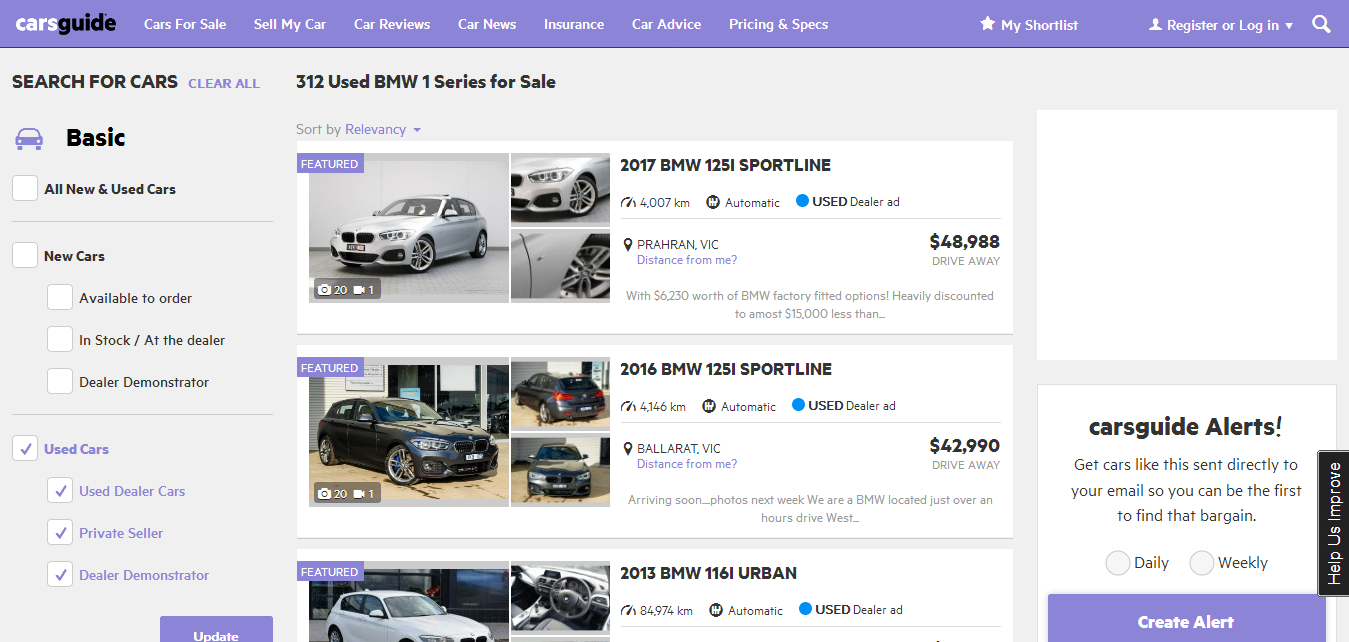 carsguide Cars For Sale Sell My Car Car Reviews Car News Insurance Car Advice Pricing & Specs My Shortlist Register or Log in
SEARCH FOR CARS CLEAR ALL
Basic
All New & Used Cars
New Cars
Available to order
In Stock / At the dealer
Dealer Demonstrator
Used Cars
Used Dealer Cars
Private Seller
Dealer Demonstrator
Update
312 Used BMW 1 Series for Sale
Sort by Relevancy
FEATURED
20 1
2017 BMW 125I SPORTLINE
4,007 km Automatic USED Dealer ad
PRAHRAN, VIC
Distance from me?
$48,988
DRIVE AWAY
With $6,230 worth of BMW factory fitted options! Heavily discounted
to amost $15,000 less than...
FEATURED
20 1
2016 BMW 125I SPORTLINE
4,146 km Automatic USED Dealer ad
BALLARAT, VIC
Distance from me?
$42,990
DRIVE AWAY
Arriving soon....photos next week We are a BMW located just over an
hours drive West...
FEATURED
2013 BMW 116I URBAN
84,974 km Automatic USED Dealer ad
carsguide Alerts!
Get cars like this sent directly to
your email so you can be the first
to find that bargain.
Daily Weekly
Create Alert
Help Us Improve